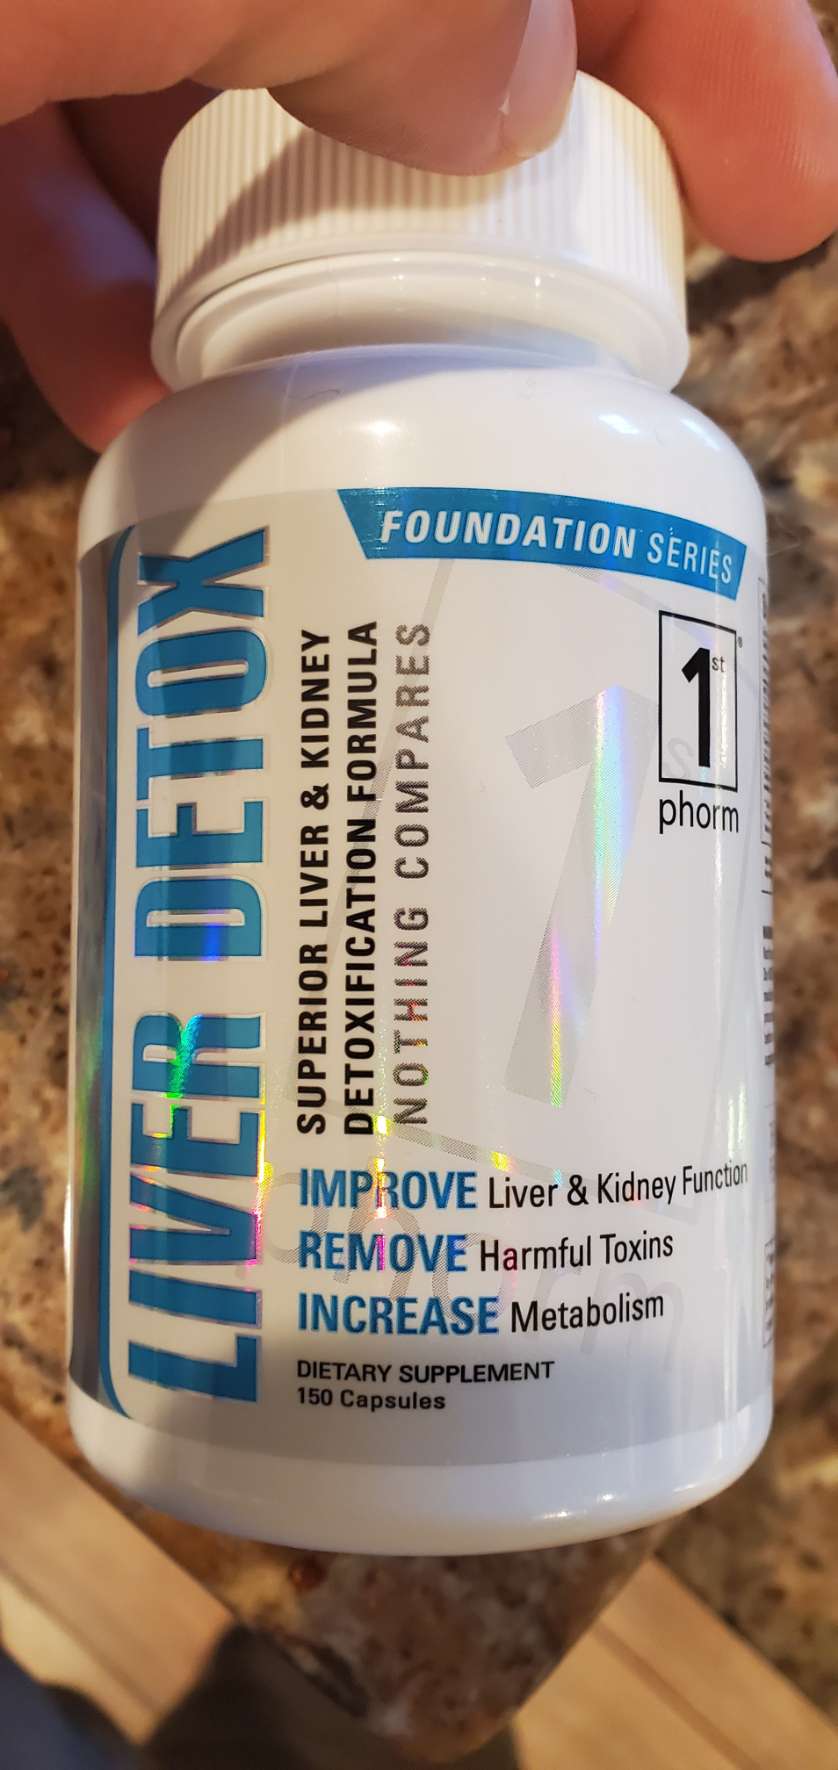 FOUNDATION SERIES
1st
phorm
LIVER DETOX
SUPERIOR LIVER & KIDNEY
DETOXIFICATION FORMULA
NOTHING COMPARES
IMPROVE Liver & Kidney Function
REMOVE Harmful Toxins
INCREASE Metabolism
DIETARY SUPPLEMENT
150 Capsules